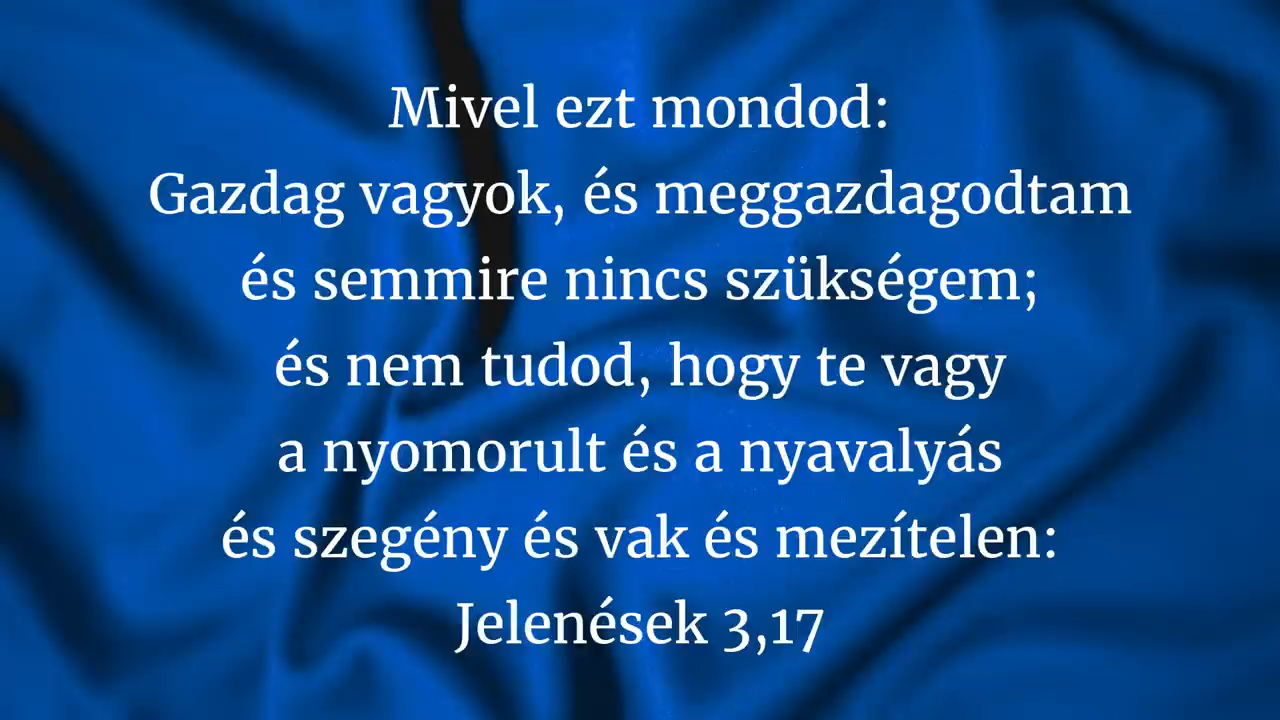 Mivel ezt mondod:
Gazdag vagyok, és meggazdagodtam
és semmire nincs szükségem;
és nem tudod, hogy te vagy
a nyomorult és a nyavalyás
és szegény és vak és mezítelen:
Jelenések 3,17